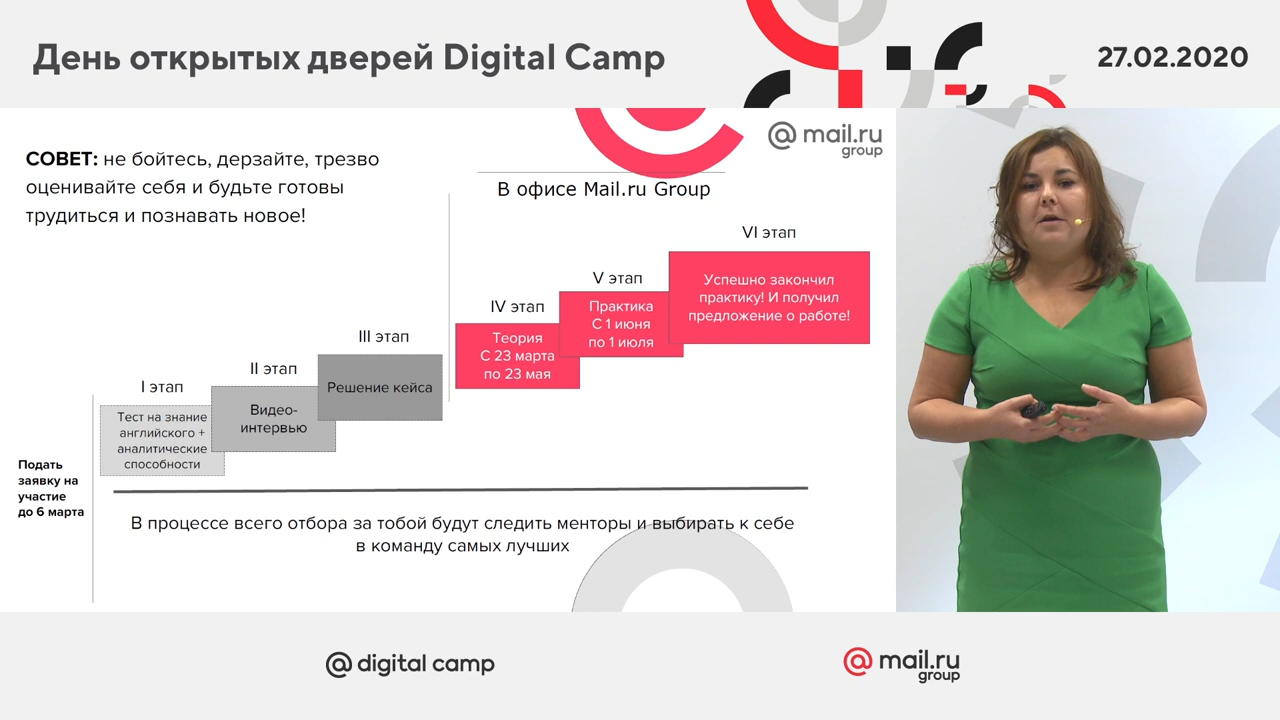 День открытых дверей Digital Camp
27.02.2020
@ mail.ru
group
СОВЕТ: не бойтесь, дерзайте, трезво
оценивайте себя и будьте готовы
трудиться и познавать новое!
В офисе Mail.ru Group
VI этап
Успешно закончил
практику! И получил
предложение о работе!
V этап
Практика
С 1 июня
по 1 июля
IV этап
Теория
С 23 марта
по 23 мая
III этап
Решение кейса
II этап
Видео-
интервью
I этап
Тест на знание
английского +
аналитические
способности
Подать
заявку на
участие
до 6 марта
В процессе всего отбора за тобой будут следить менторы и выбирать к себе
в команду самых лучших
@ digital camp
@ mail.ru
group